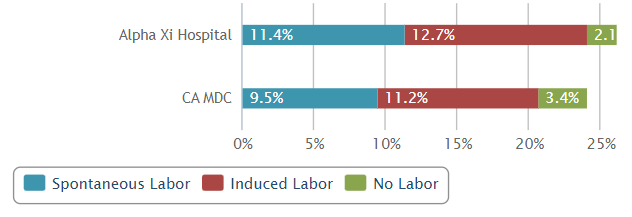 Alpha Xi Hospital 11.4% 12.7% 2.1
CA MDC 9.5% 11.2% 3.4%
0% 5% 10% 15% 20% 25%
Spontaneous Labor Induced Labor No Labor